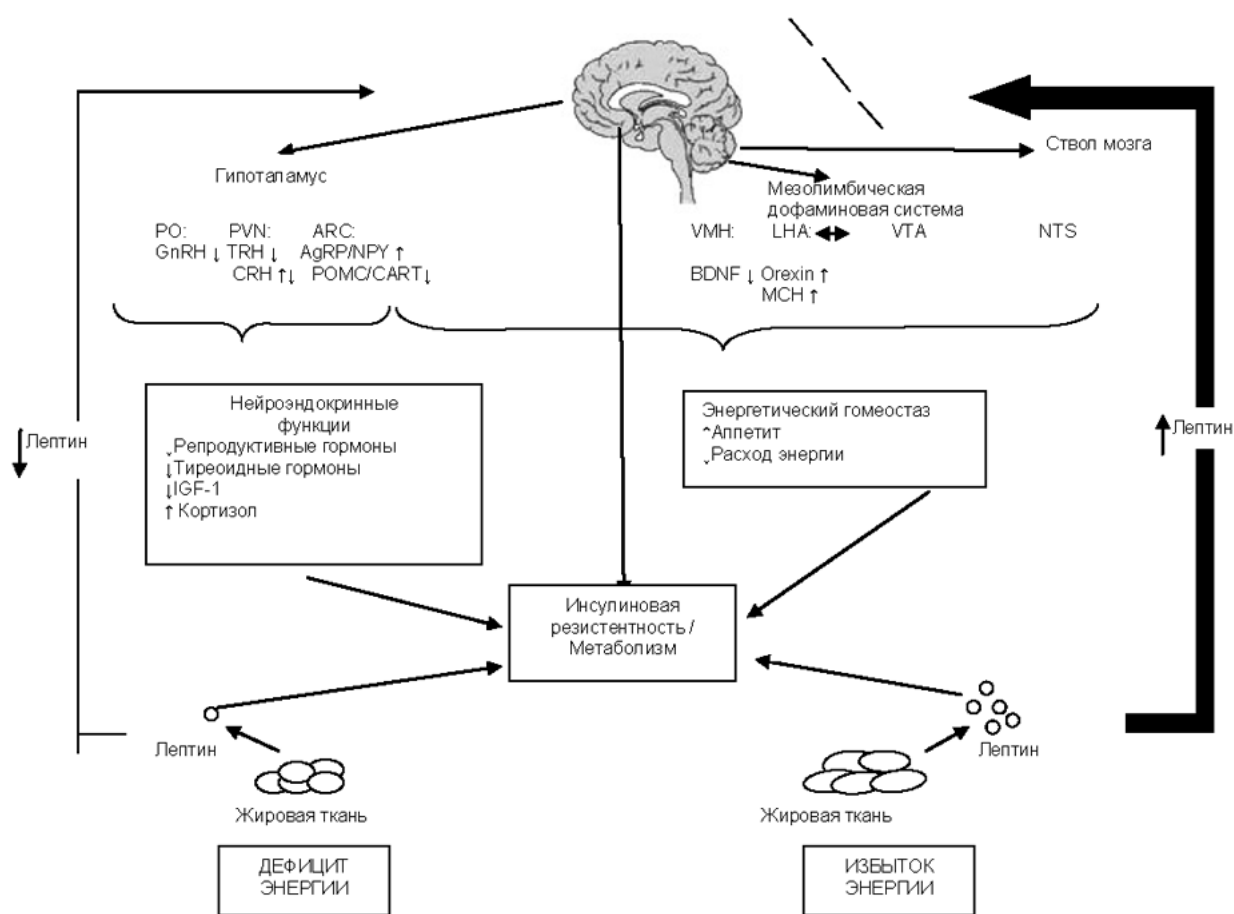 Ствол мозга
Гипоталамус
Мезолимбическая
дофаминовая система
PO: PVN: ARC:
VMH: LHA: VTA NTS
GnRH ↓ TRH ↓ AgRP/NPY ↑
CRH ↑↓ POMC/CART↓
BDNF ↓ Orexin ↑
MCH ↑
Нейроэндокринные
функции
↓Репродуктивные гормоны
↓Тиреоидные гормоны
↓IGF-1
↑ Кортизол
Энергетический гомеостаз
↑Аппетит
↓Расход энергии
↓ Лептин
↑ Лептин
Инсулиновая
резистентность /
Метаболизм
Лептин
Лептин
Жировая ткань
Жировая ткань
ДЕФИЦИТ
ЭНЕРГИИ
ИЗБЫТОК
ЭНЕРГИИ